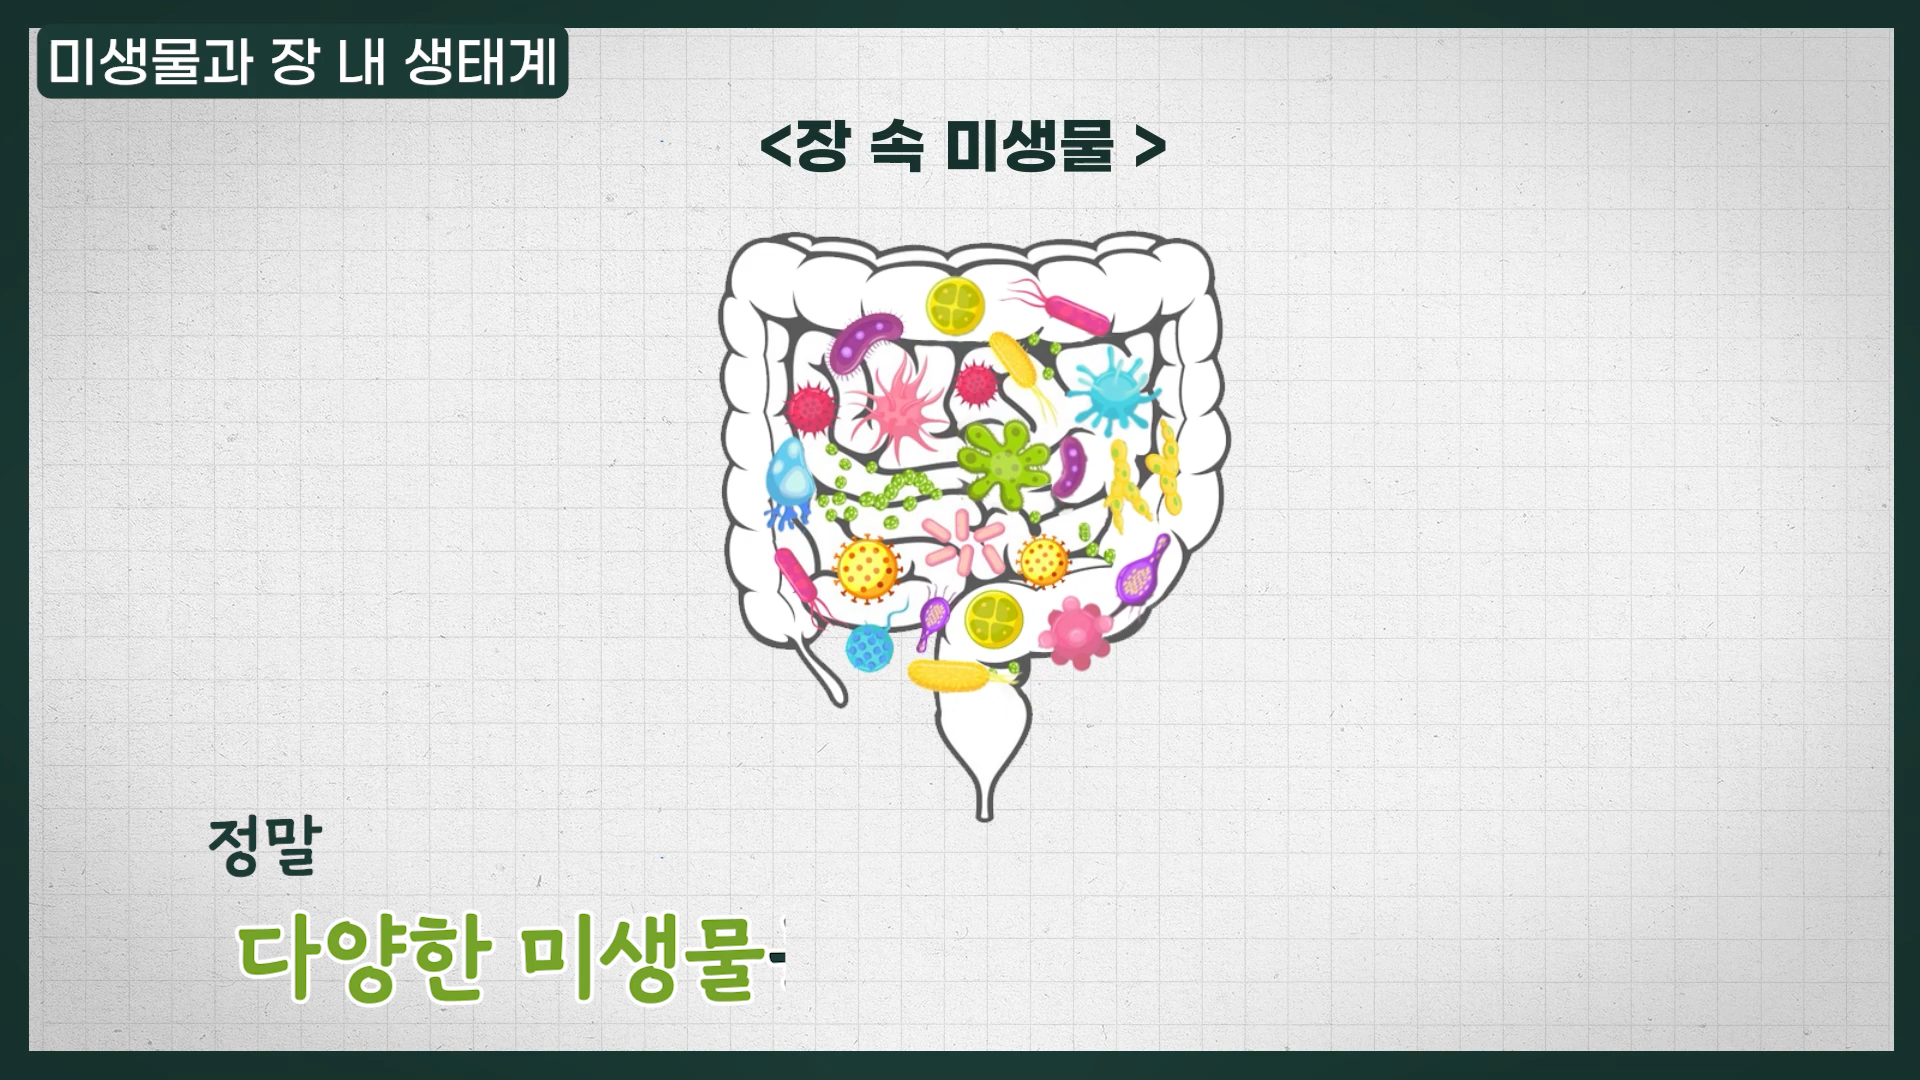 미생물과 장 내 생태계
<장 속 미생물 >
정말
다양한 미생물